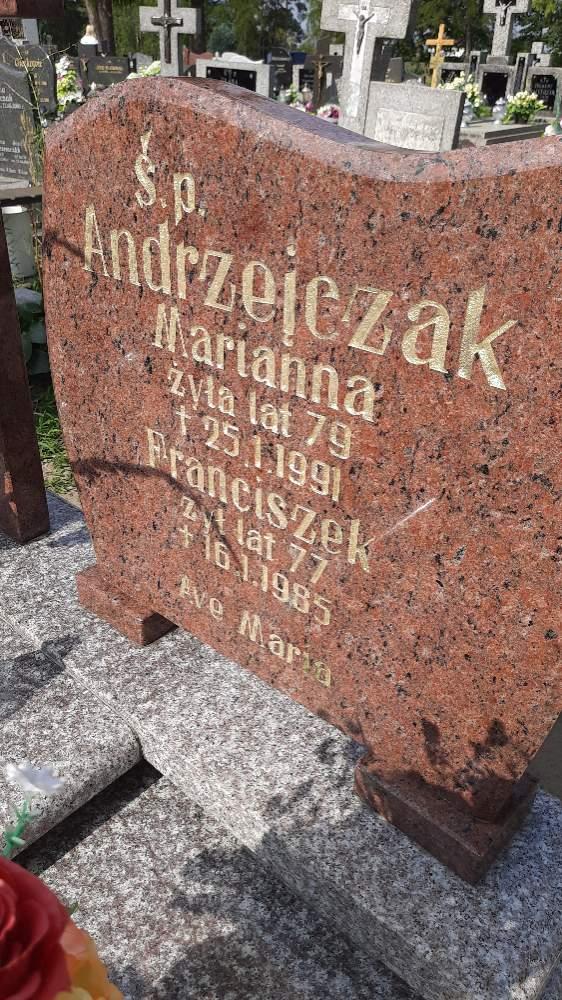 Ś.p.
Andrzejczak
Marianna
żyła lat 79
† 25.1.1991
Franciszek
żył lat 77
† 16.1.1985
Ave Maria